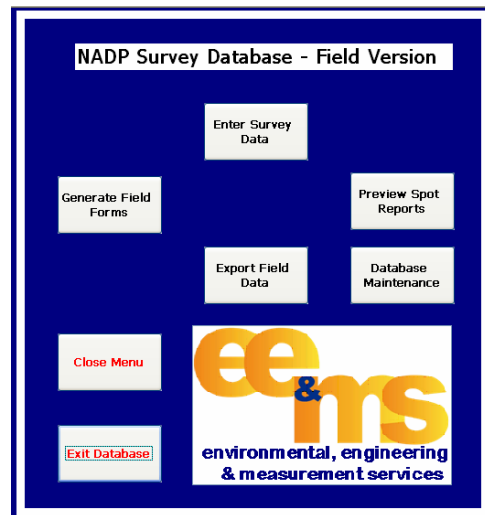 NADP Survey Database - Field Version
Enter Survey
Data
Generate Field
Forms
Preview Spot
Reports
Export Field
Data
Database
Maintenance
Close Menu
Exit Database
ee
&
ms
environmental, engineering
& measurement services